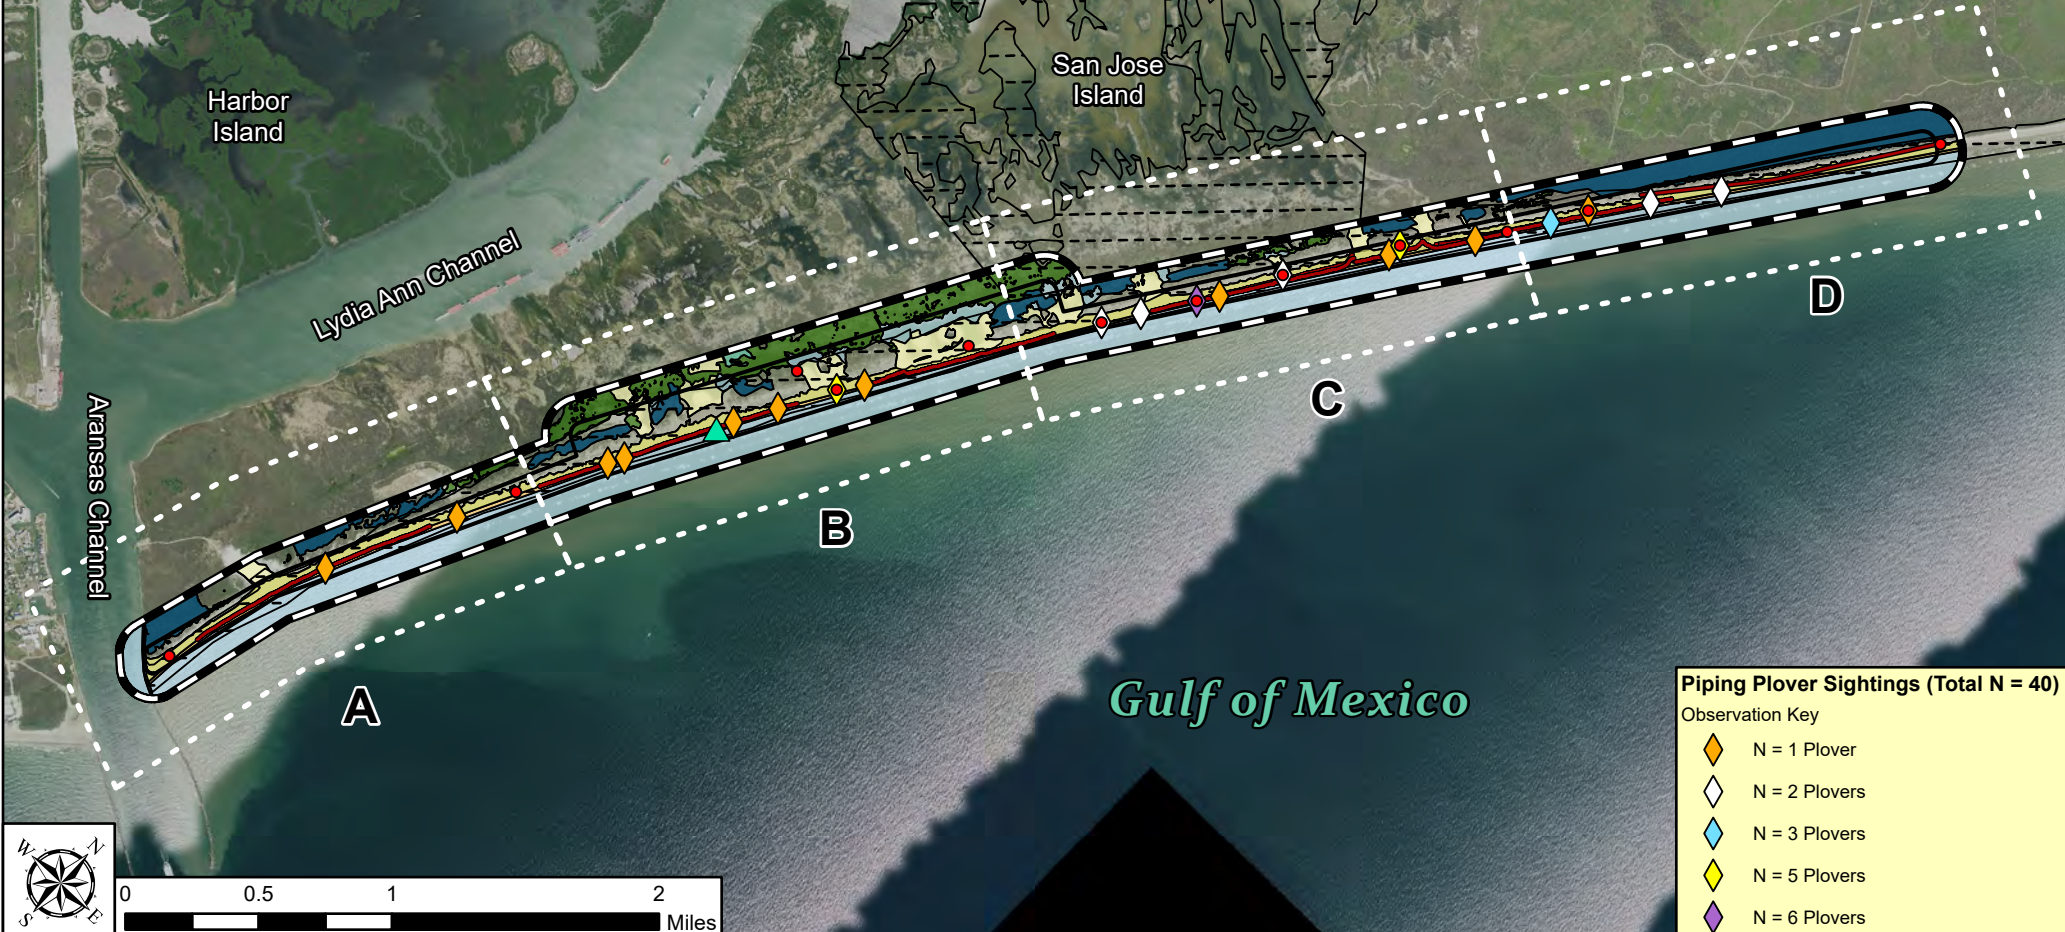 Harbor
Island
San Jose
Island
Lydia Ann Channel
Aransas Channel
A
B
C
D
Gulf of Mexico
W
N
S
E
0 0.5 1 2
Miles
Piping Plover Sightings (Total N = 40)
Observation Key
N = 1 Plover
N = 2 Plovers
N = 3 Plovers
N = 5 Plovers
N = 6 Plovers